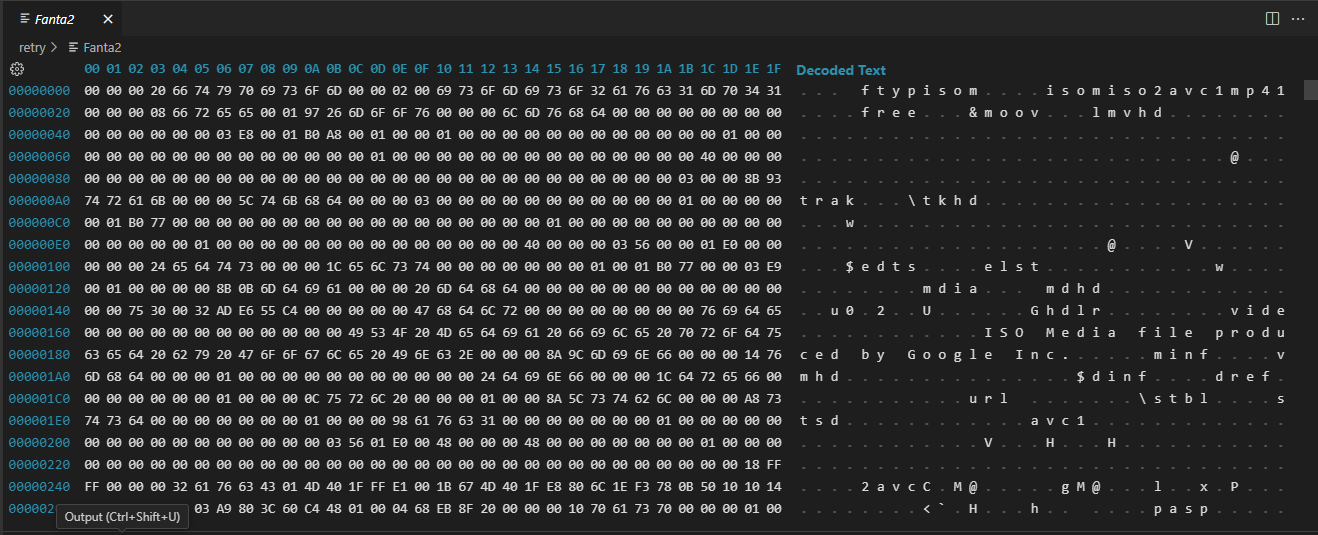 Fanta2
retry > Fanta2
00 01 02 03 04 05 06 07 08 09 0A 0B 0C 0D 0E 0F 10 11 12 13 14 15 16 17 18 19 1A 1B 1C 1D 1E 1F Decoded Text
00000000 00 00 00 20 66 74 79 70 69 73 6F 6D 00 00 02 00 69 73 6F 6D 69 73 6F 32 61 76 63 31 6D 70 34 31 . . . f t y p i s o m . . . . i s o m i s o 2 a v c 1 m p 4 1
00000020 00 00 00 08 66 72 65 65 00 01 97 26 6D 6F 6F 76 00 00 00 6C 6D 76 68 64 00 00 00 00 00 00 00 00 . . . . f r e e . . . & m o o v . . . l m v h d . . . . . . . .
00000040 00 00 00 00 00 00 03 E8 00 01 B0 A8 00 01 00 00 01 00 00 00 00 00 00 00 00 00 00 00 00 01 00 00 . . . . . . . . . . . . . . . . . . . . . . . . . . . . . . . .
00000060 00 00 00 00 00 00 00 00 00 00 00 00 00 01 00 00 00 00 00 00 00 00 00 00 00 00 00 00 40 00 00 00 . . . . . . . . . . . . . . . . . . . . . . . . . . . . @ . . .
00000080 00 00 00 00 00 00 00 00 00 00 00 00 00 00 00 00 00 00 00 00 00 00 00 00 00 00 00 03 00 00 8B 93 . . . . . . . . . . . . . . . . . . . . . . . . . . . . . . . .
000000A0 74 72 61 6B 00 00 00 5C 74 6B 68 64 00 00 00 03 00 00 00 00 00 00 00 00 00 00 00 01 00 00 00 00 t r a k . . . \ t k h d . . . . . . . . . . . . . . . . . . . .
000000C0 00 01 B0 77 00 00 00 00 00 00 00 00 00 00 00 00 00 00 00 00 00 01 00 00 00 00 00 00 00 00 00 00 . . . w . . . . . . . . . . . . . . . . . . . . . . . . . . . .
000000E0 00 00 00 00 00 01 00 00 00 00 00 00 00 00 00 00 00 00 00 00 40 00 00 00 03 56 00 00 01 E0 00 00 . . . . . . . . . . . . . . . . . . . . @ . . . . V . . . . . .
00000100 00 00 00 24 65 64 74 73 00 00 00 1C 65 6C 73 74 00 00 00 00 00 00 00 01 00 01 B0 77 00 00 03 E9 . . . $ e d t s . . . . e l s t . . . . . . . . . . . w . . . .
00000120 00 01 00 00 00 00 8B 0B 6D 64 69 61 00 00 00 20 6D 64 68 64 00 00 00 00 00 00 00 00 00 00 00 00 . . . . . . . . m d i a . . . m d h d . . . . . . . . . . . .
00000140 00 00 75 30 00 32 AD E6 55 C4 00 00 00 00 00 47 68 64 6C 72 00 00 00 00 00 00 00 00 76 69 64 65 . . u 0 . 2 . . U . . . . . . G h d l r . . . . . . . . v i d e
00000160 00 00 00 00 00 00 00 00 00 00 00 00 49 53 4F 20 4D 65 64 69 61 20 66 69 6C 65 20 70 72 6F 64 75 . . . . . . . . . . . . I S O M e d i a f i l e p r o d u
00000180 63 65 64 20 62 79 20 47 6F 6F 67 6C 65 20 49 6E 63 2E 00 00 00 8A 9C 6D 69 6E 66 00 00 00 14 76 c e d b y G o o g l e I n c . . . . . . m i n f . . . . v
000001A0 6D 68 64 00 00 00 01 00 00 00 00 00 00 00 00 00 00 00 24 64 69 6E 66 00 00 00 1C 64 72 65 66 00 m h d . . . . . . . . . . . . . . . $ d i n f . . . . d r e f .
000001C0 00 00 00 00 00 00 01 00 00 00 0C 75 72 6C 20 00 00 00 01 00 00 8A 5C 73 74 62 6C 00 00 00 A8 73 . . . . . . . . . . . u r l . . . . . . . \ s t b l . . . . s
000001E0 74 73 64 00 00 00 00 00 00 00 01 00 00 00 98 61 76 63 31 00 00 00 00 00 00 00 01 00 00 00 00 00 t s d . . . . . . . . . . . . a v c 1 . . . . . . . . . . . . .
00000200 00 00 00 00 00 00 00 00 00 00 00 03 56 01 E0 00 48 00 00 00 48 00 00 00 00 00 00 00 01 00 00 00 . . . . . . . . . . . . V . . . H . . . H . . . . . . . . . . .
00000220 00 00 00 00 00 00 00 00 00 00 00 00 00 00 00 00 00 00 00 00 00 00 00 00 00 00 00 00 00 00 18 FF . . . . . . . . . . . . . . . . . . . . . . . . . . . . . . . .
00000240 FF 00 00 00 32 61 76 63 43 01 4D 40 1F FF E1 00 1B 67 4D 40 1F E8 80 6C 1E F3 78 0B 50 10 10 14 . . . . 2 a v c C . M @ . . . . . g M @ . . . l . . x . P . . .
03 A9 80 3C 60 C4 48 01 00 04 68 EB 8F 20 00 00 00 10 70 61 73 70 00 00 00 01 00 . . . . . . . . < ` . H . . . h . . . . . . p a s p . . . . .
Output (Ctrl+Shift+U)